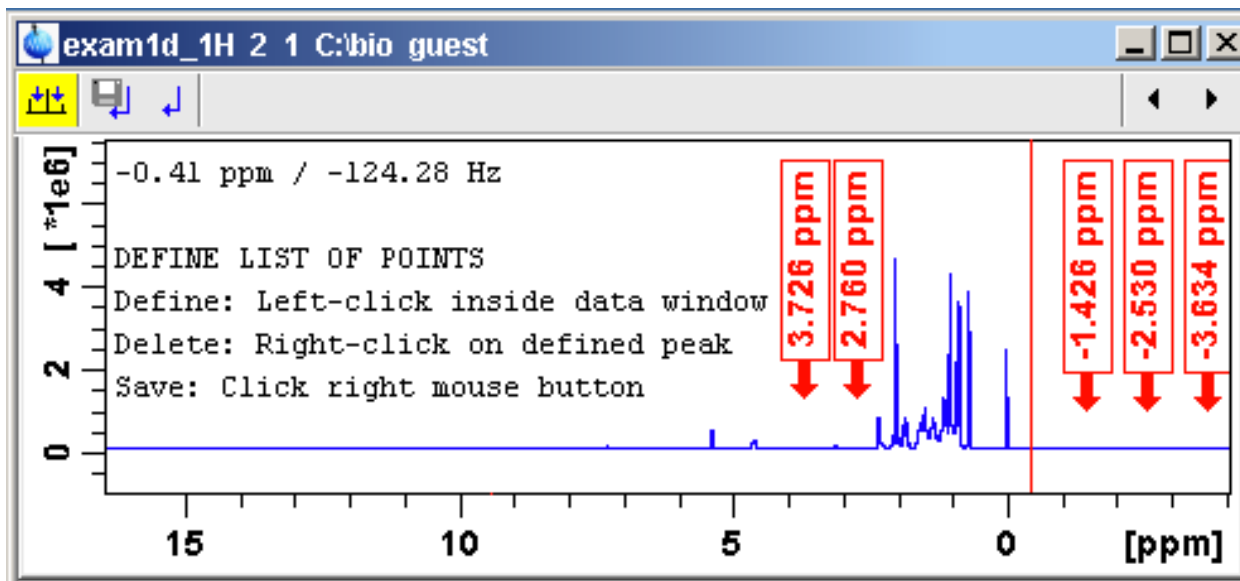 exam1d_1H 2 1 C:\bio guest
-0.41 ppm / -124.28 Hz
DEFINE LIST OF POINTS
Define: Left-click inside data window
Delete: Right-click on defined peak
Save: Click right mouse button
3.726 ppm
2.760 ppm
-1.426 ppm
-2.530 ppm
-3.634 ppm
[ *1e6]
4
2
0
15 10 5 0 [ppm]